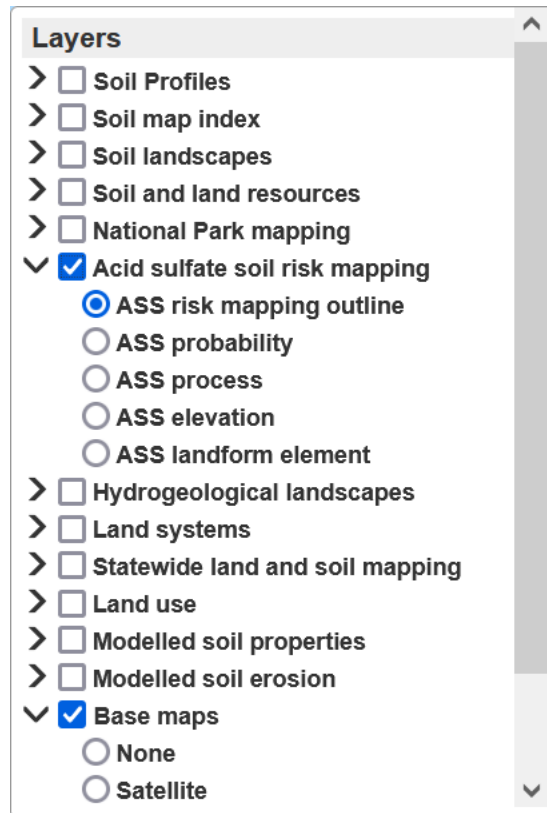 Layers
Soil Profiles
Soil map index
Soil landscapes
Soil and land resources
National Park mapping
Acid sulfate soil risk mapping
ASS risk mapping outline
ASS probability
ASS process
ASS elevation
ASS landform element
Hydrogeological landscapes
Land systems
Statewide land and soil mapping
Land use
Modelled soil properties
Modelled soil erosion
Base maps
None
Satellite